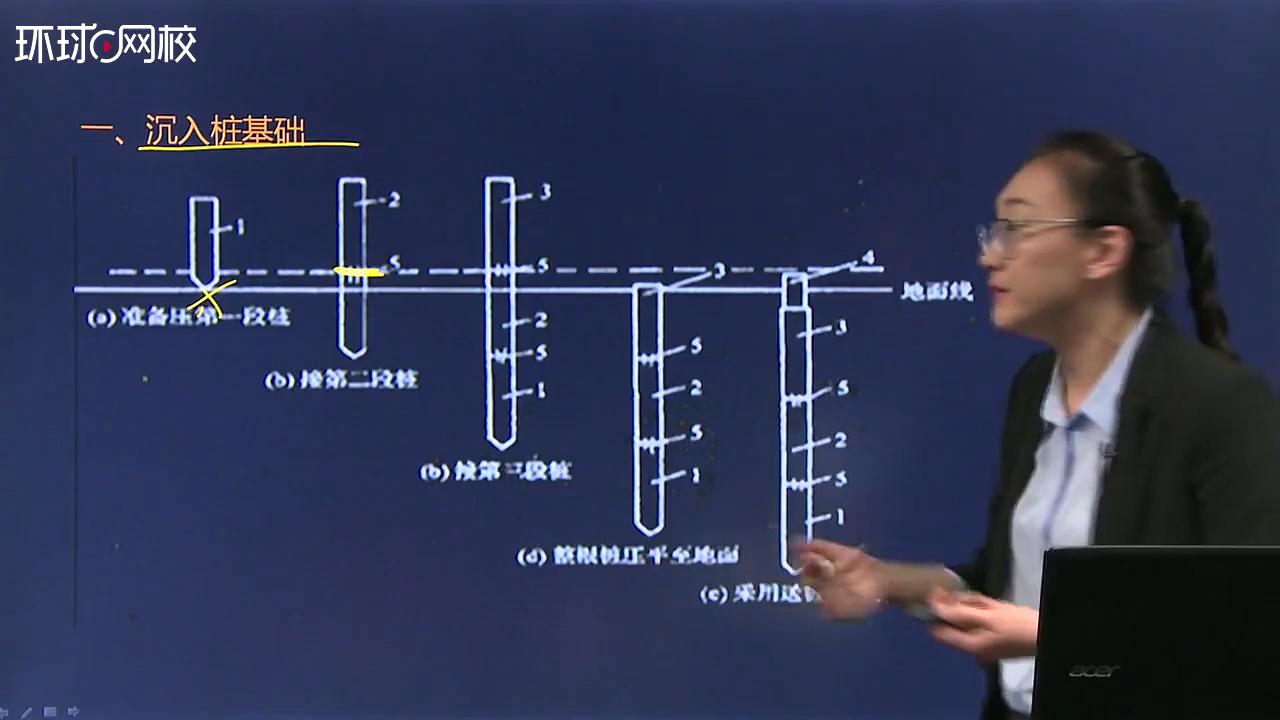 环球网校
一、沉入桩基础
1
2
5
3
5
2
5
1
3
5
2
5
1
4
3
5
2
5
1
地面线
(a) 准备压第一段桩
(b) 接第二段桩
(b) 接第三段桩
(d) 整根桩压平至地面
(e) 采用送
acer